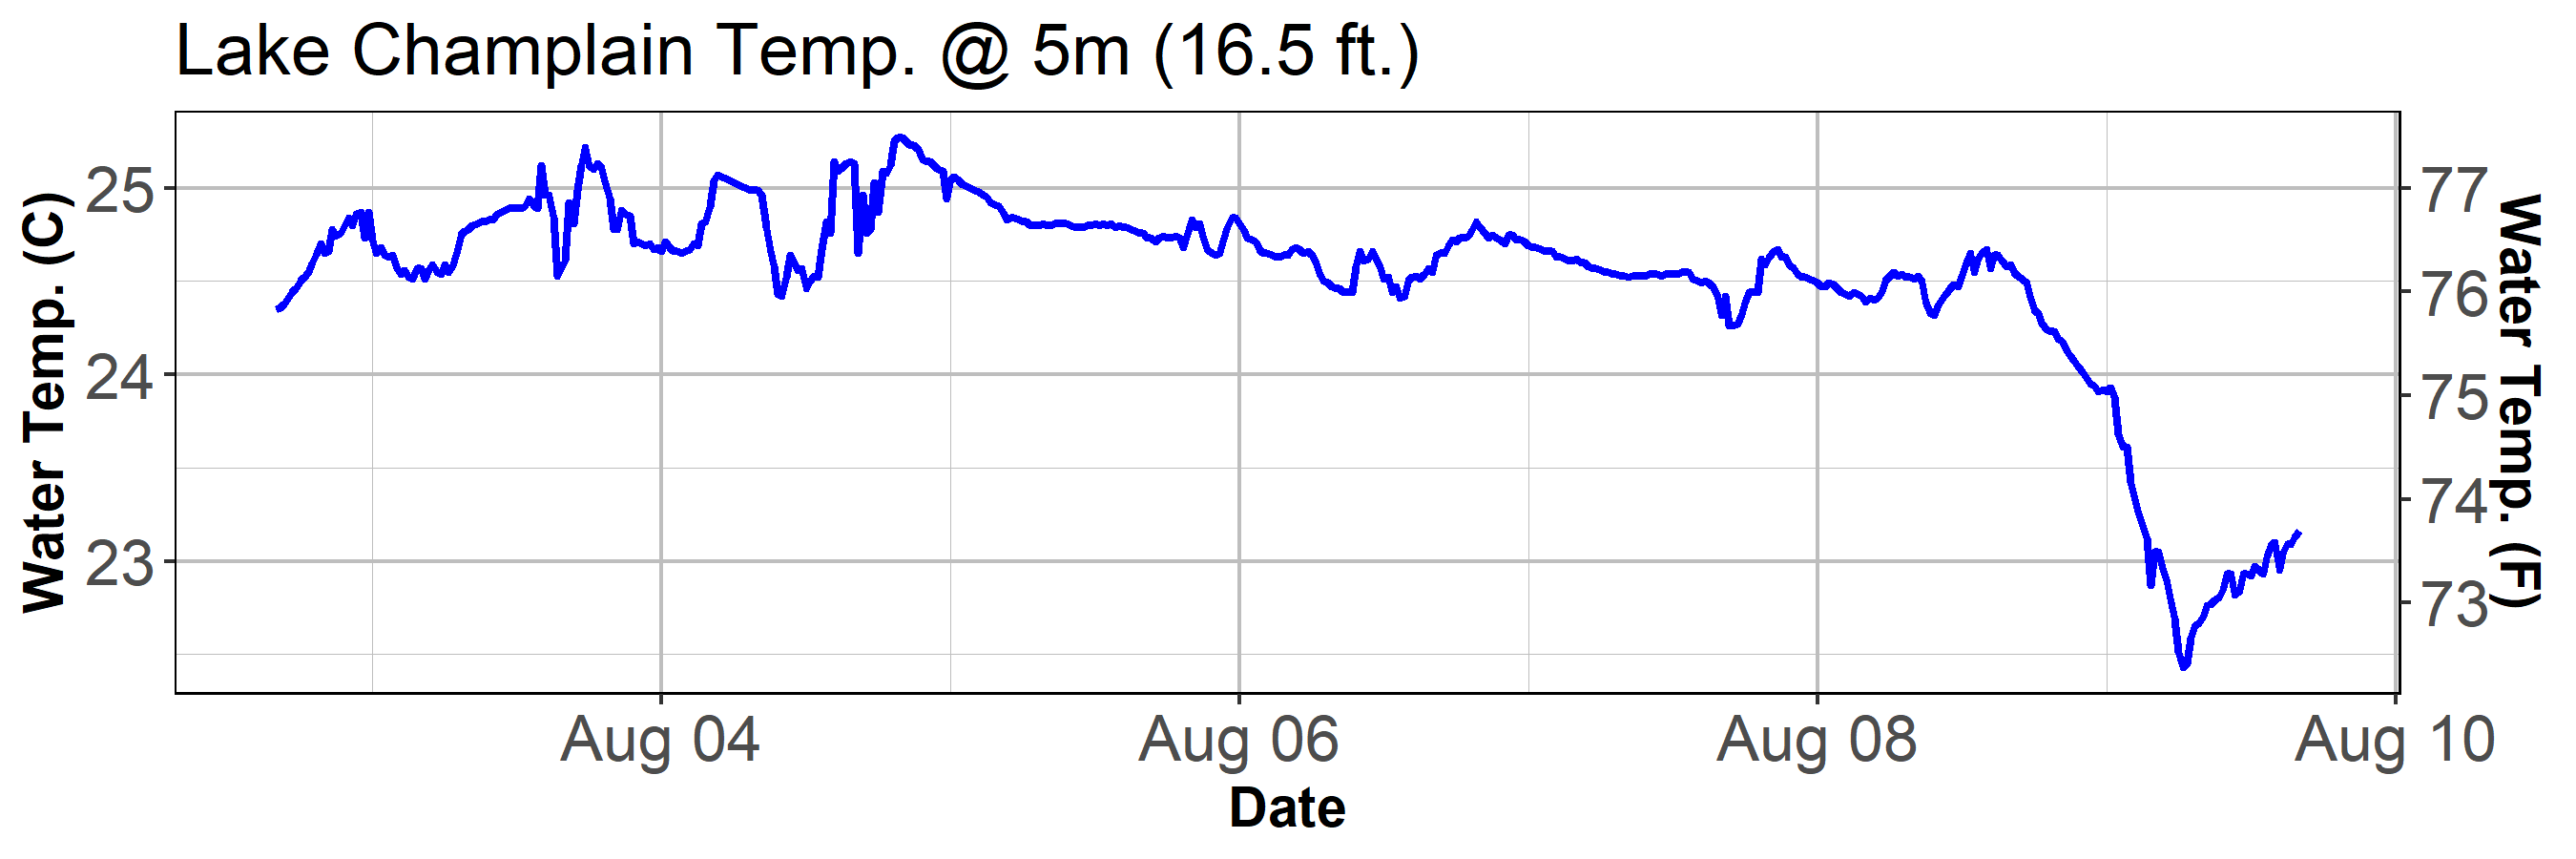 Lake Champlain Temp. @ 5m (16.5 ft.)
Water Temp. (C)
25
24
23
77
76
75
74
73
Water Temp. (F)
Aug 04 Aug 06 Aug 08 Aug 10
Date